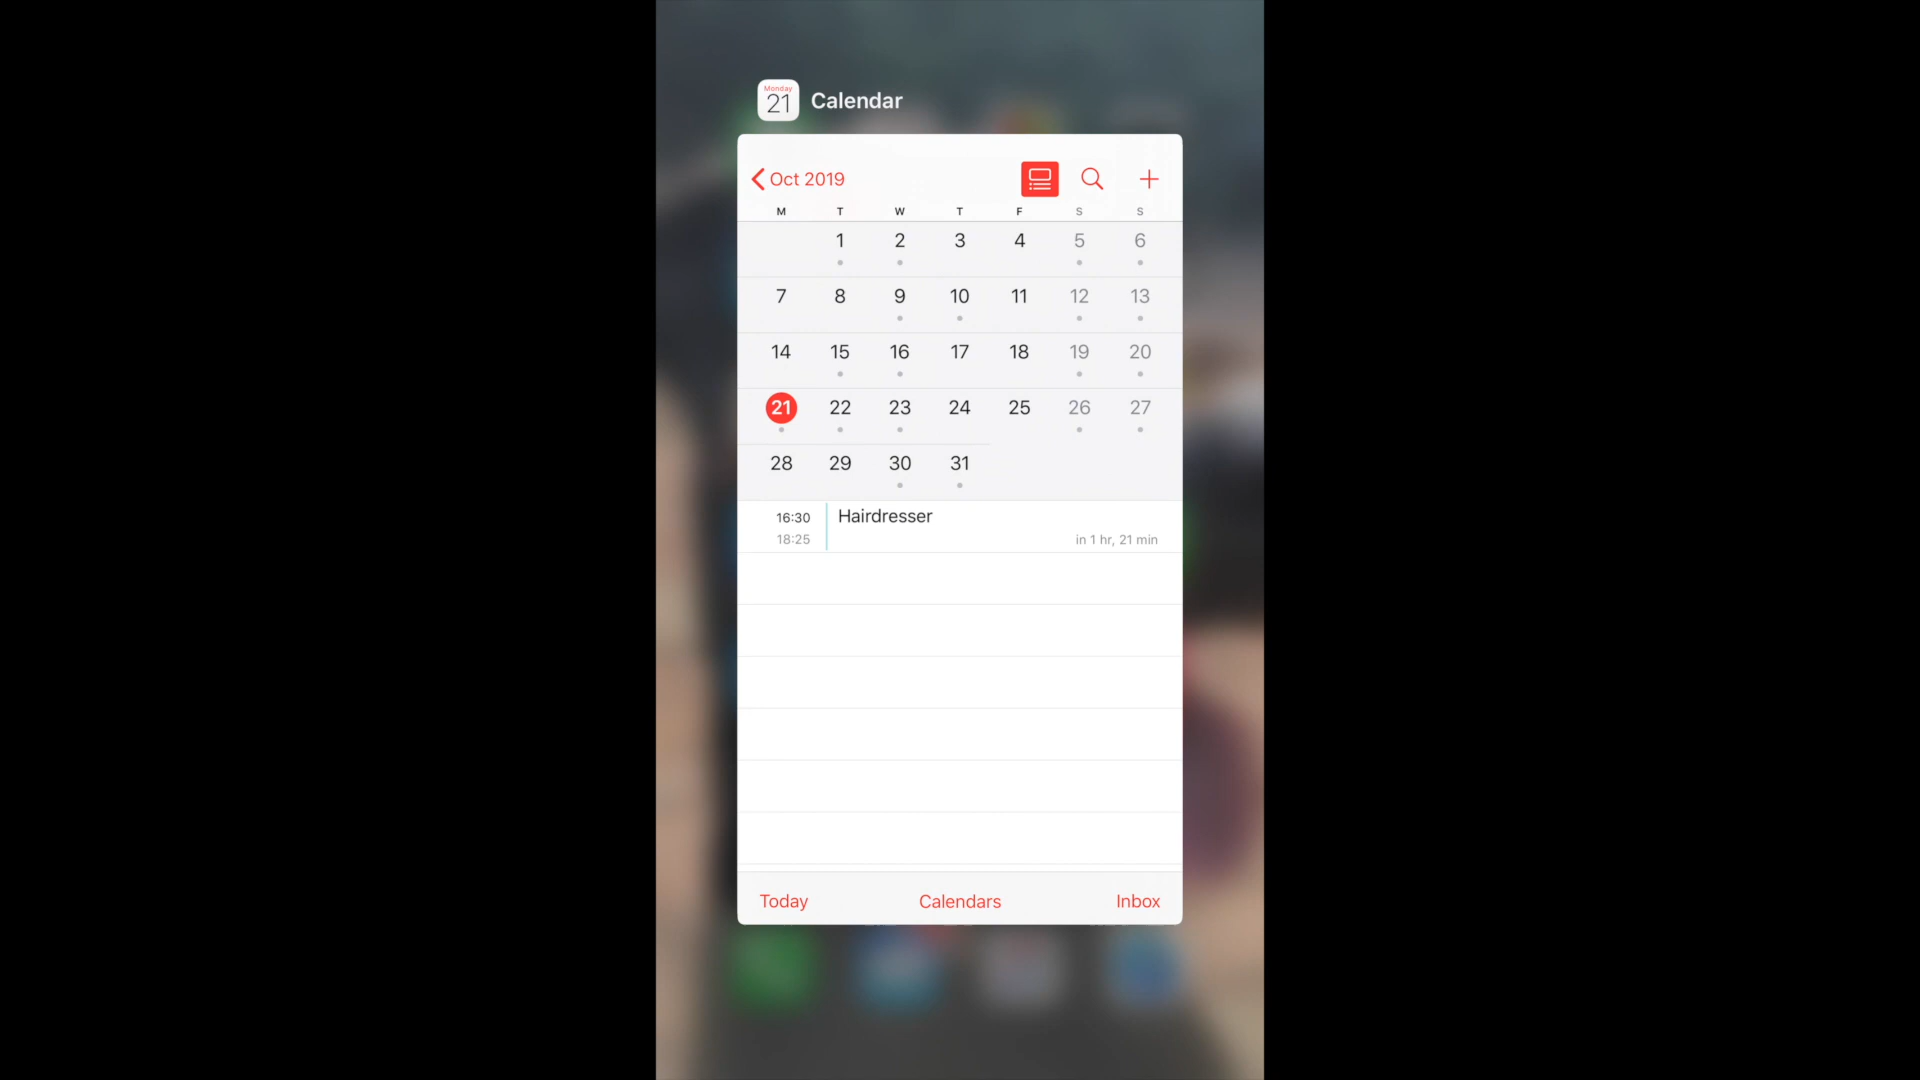 Monday
21
Calendar
Oct 2019
M T W T F S S
1 2 3 4 5 6
7 8 9 10 11 12 13
14 15 16 17 18 19 20
21 22 23 24 25 26 27
28 29 30 31
16:30 Hairdresser
18:25 in 1 hr, 21 min
Today Calendars Inbox